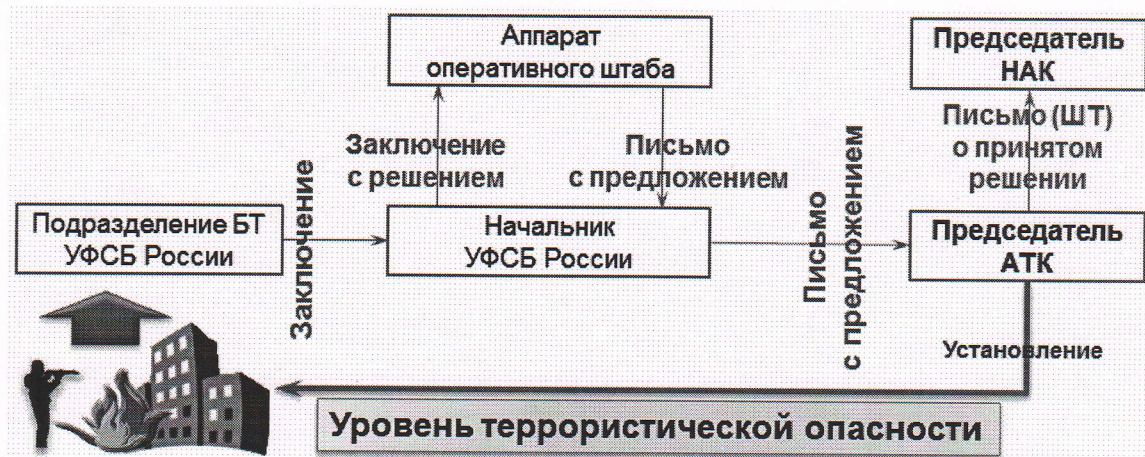 Аппарат
оперативного штаба
Председатель
НАК
Заключение
с решением
Письмо
с предложением
Письмо (ШТ)
о принятом
решении
Подразделение БТ
УФСБ России
Заключение
Начальник
УФСБ России
Письмо
с предложением
Председатель
АТК
Установление
Уровень террористической опасности